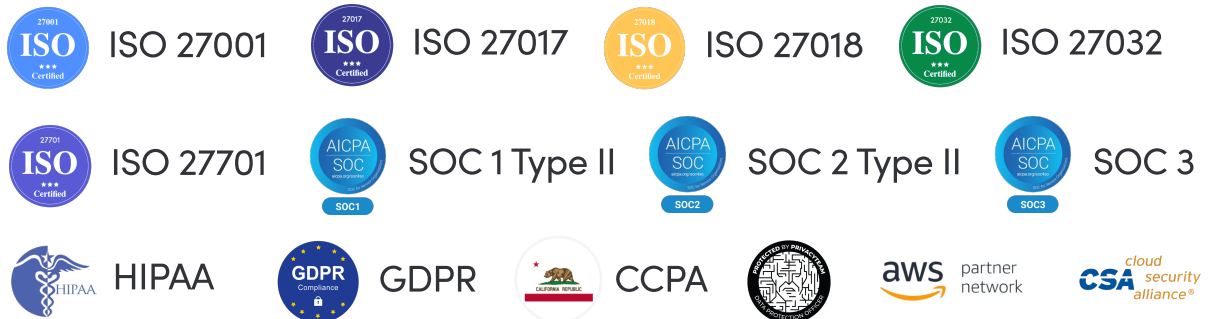 27001
ISO
Certified
ISO 27001
27017
ISO
Certified
ISO 27017
27018
ISO
Certified
ISO 27018
27032
ISO
Certified
ISO 27032
27701
ISO
Certified
ISO 27701
AICPA
SOC
SOC1
SOC 1 Type II
AICPA
SOC
SOC2
SOC 2 Type II
AICPA
SOC
SOC3
SOC 3
HIPAA
HIPAA
GDPR
Compliance
GDPR
CALIFORNIA REPUBLIC
CCPA
PROTECTED BY PRIVACYTEAM
DATA PROTECTION OFFICER
aws partner
network
CSA cloud
security
alliance®